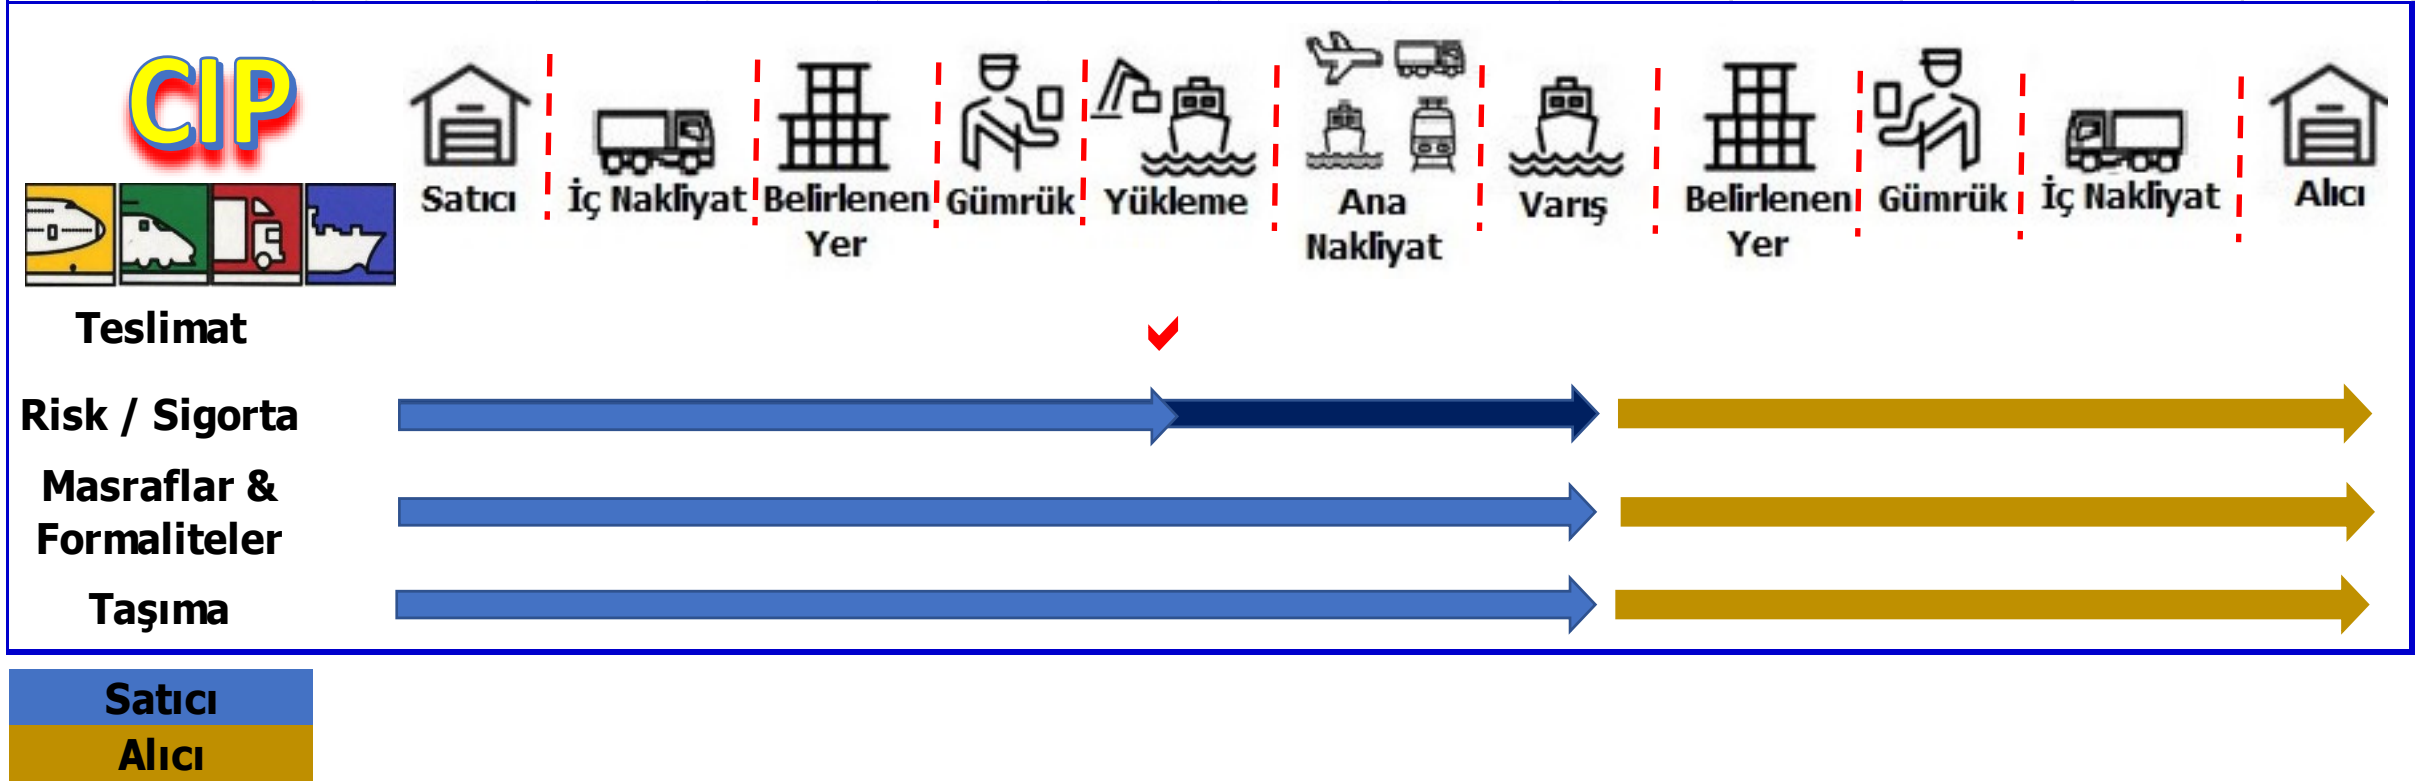 CIP
Satıcı
İç Nakliyat
Belirlenen
Yer
Gümrük
Yükleme
Ana
Nakliyat
Varış
Belirlenen
Yer
Gümrük
İç Nakliyat
Alıcı
Teslimat
Risk / Sigorta
Masraflar &
Formaliteler
Taşıma
Satıcı
Alıcı